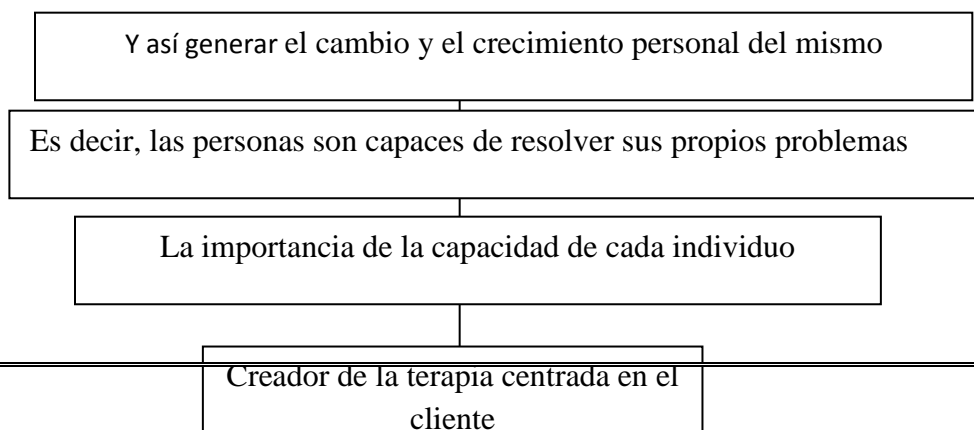 Y así generar el cambio y el crecimiento personal del mismo
Es decir, las personas son capaces de resolver sus propios problemas
La importancia de la capacidad de cada individuo
Creador de la terapia centrada en el
cliente